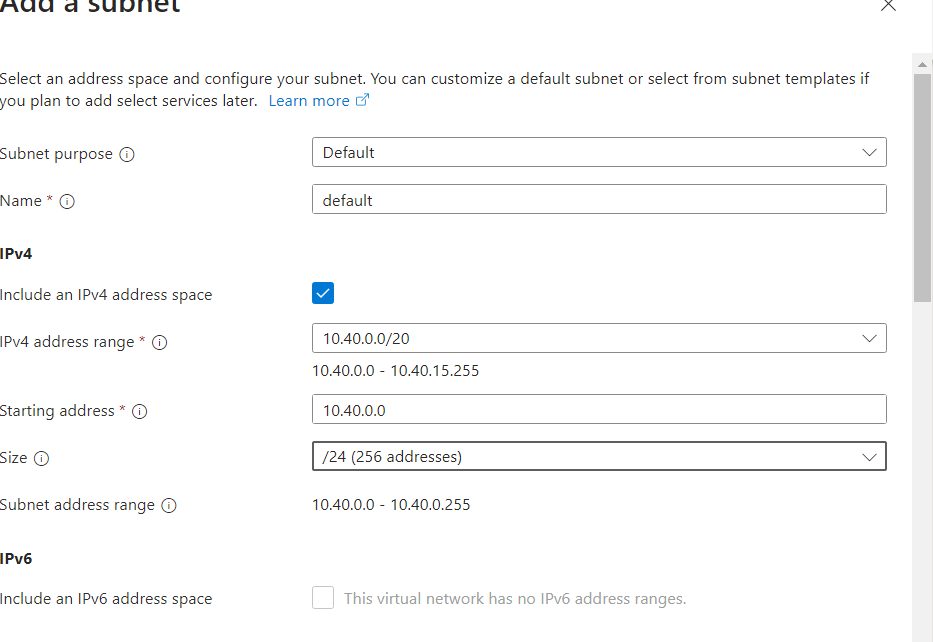 Add a subnet
Select an address space and configure your subnet. You can customize a default subnet or select from subnet templates if
you plan to add select services later. Learn more
Subnet purpose
Default
Name *
default
IPv4
Include an IPv4 address space
IPv4 address range *
10.40.0.0/20
10.40.0.0 - 10.40.15.255
Starting address *
10.40.0.0
Size
/24 (256 addresses)
Subnet address range
10.40.0.0 - 10.40.0.255
IPv6
Include an IPv6 address space
This virtual network has no IPv6 address ranges.